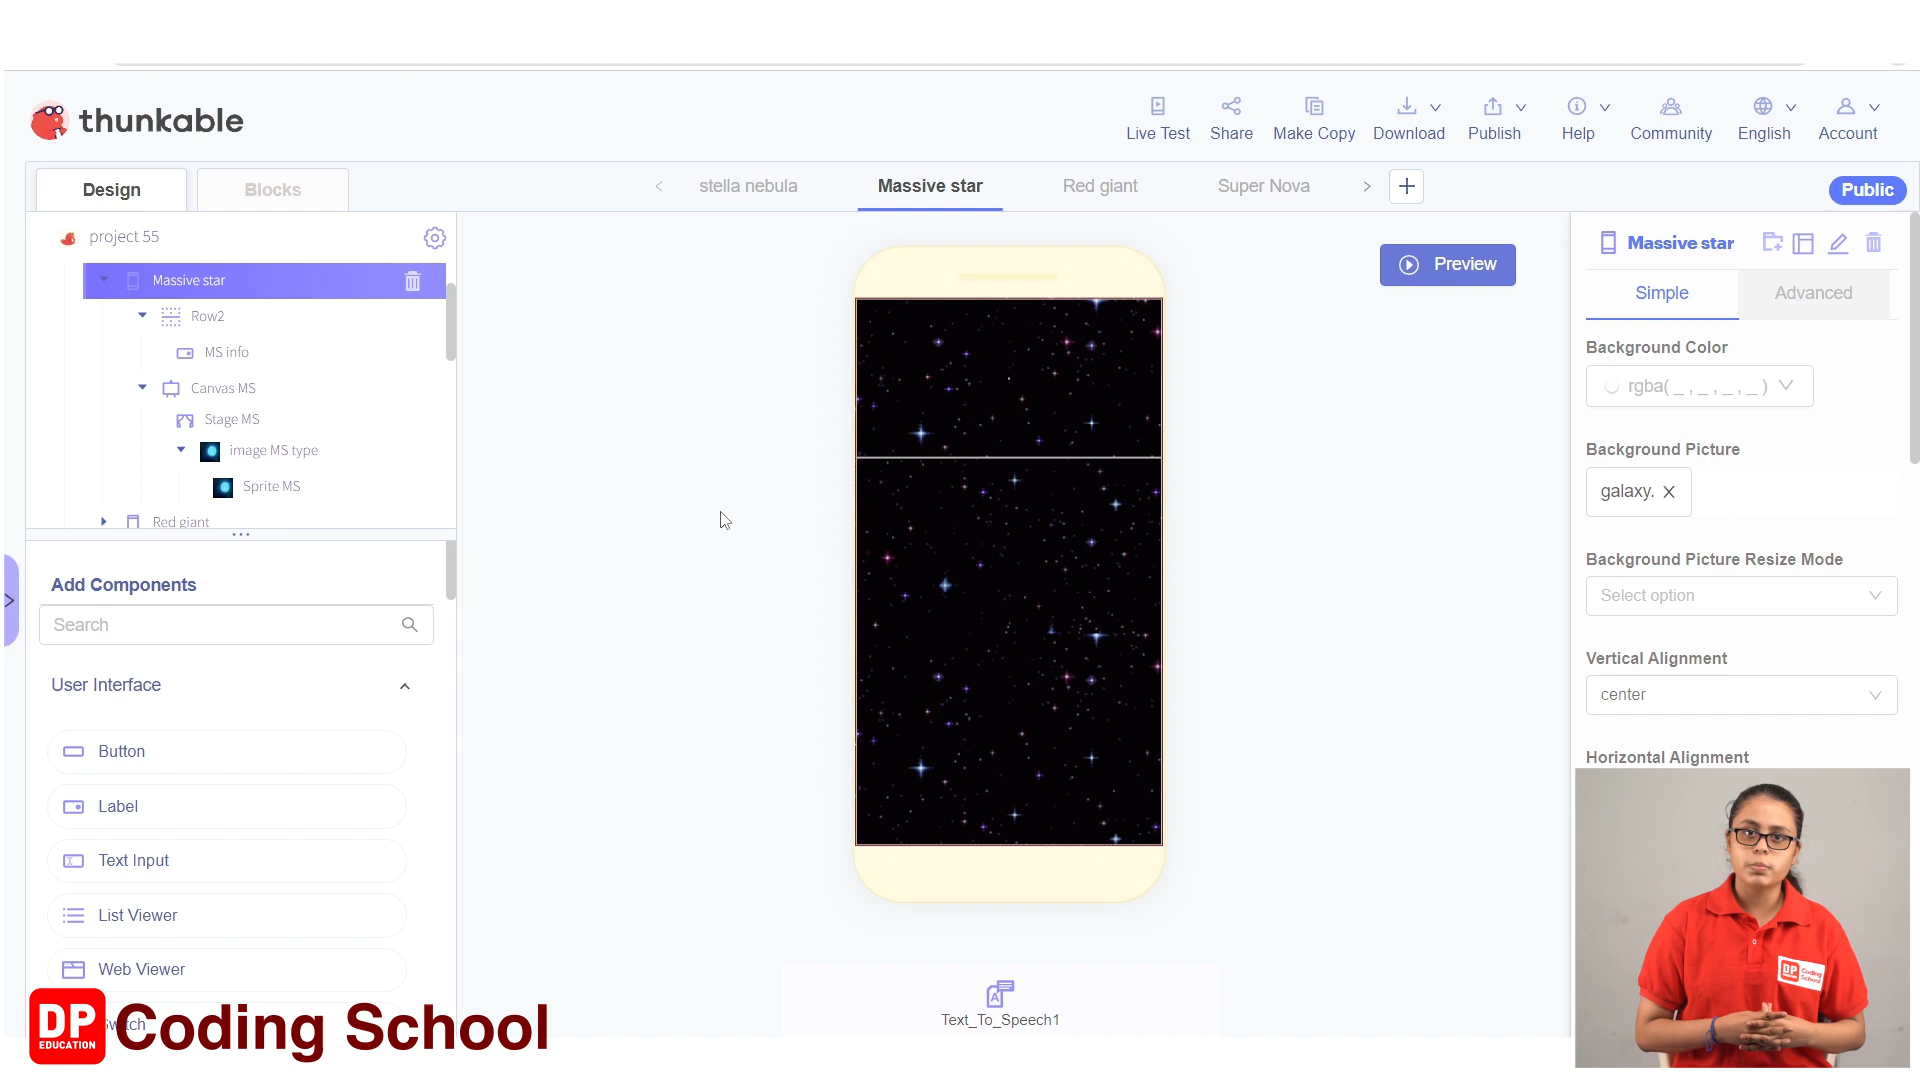 thunkable
Live Test
Share
Make Copy
Download
Publish
Help
Community
English
Account
Design
Blocks
stella nebula
Massive star
Red giant
Super Nova
Public
project 55
Massive star
Row2
MS info
Canvas MS
Stage MS
image MS type
Sprite MS
Red giant
Add Components
Search
User Interface
Button
Label
Text Input
List Viewer
Web Viewer
Preview
Text_To_Speech1
Massive star
Simple
Advanced
Background Color
rgba( _ , _ , _ , _ )
Background Picture
galaxy.
Background Picture Resize Mode
Select option
Vertical Alignment
center
Horizontal Alignment
DP
EDUCATION
Coding School
DP
Coding
School